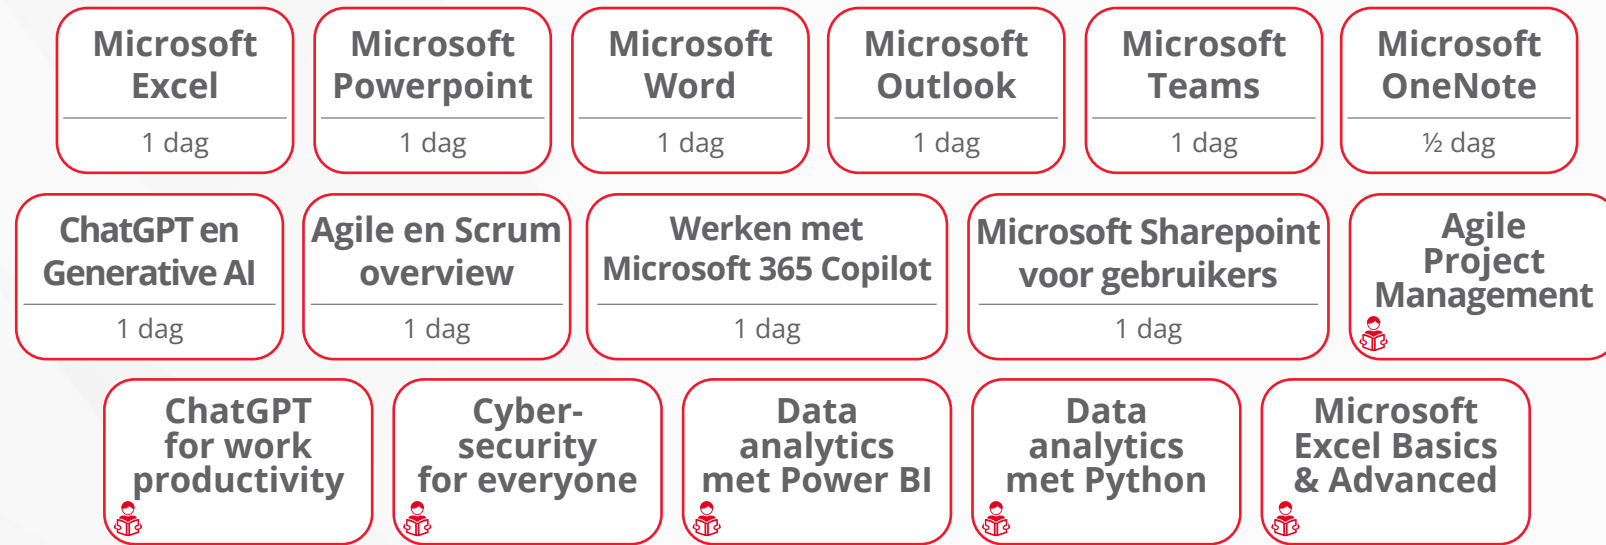 Microsoft
Excel
1 dag
Microsoft
Powerpoint
1 dag
Microsoft
Word
1 dag
Microsoft
Outlook
1 dag
Microsoft
Teams
1 dag
Microsoft
OneNote
½ dag
ChatGPT en
Generative AI
1 dag
Agile en Scrum
overview
1 dag
Werken met
Microsoft 365 Copilot
1 dag
Microsoft Sharepoint
voor gebruikers
1 dag
Agile
Project
Management
ChatGPT
for work
productivity
Cyber-
security
for everyone
Data
analytics
met Power BI
Data
analytics
met Python
Microsoft
Excel Basics
& Advanced